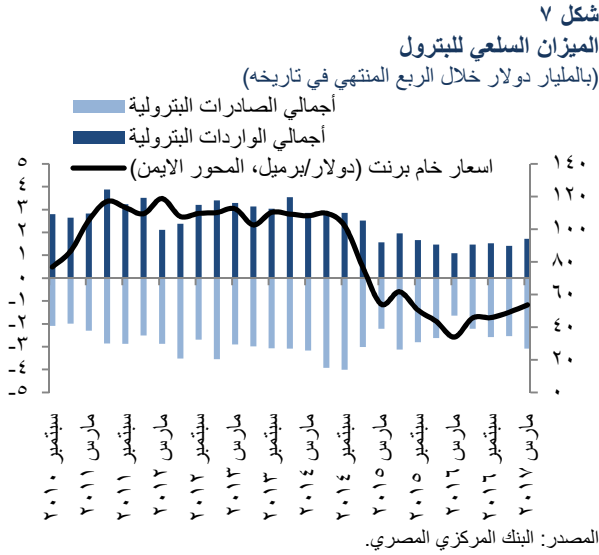 شكل ٧
الميزان السلعي للبترول
(بالمليار دولار خلال الربع المنتهي في تاريخه)
أجمالي الصادرات البترولية
أجمالي الواردات البترولية
اسعار خام برنت (دولار/برميل، المحور الايمن)
٥
٤
٣
٢
١
٠
١-
٢-
٣-
٤-
٥-
١٤٠
١٢٠
١٠٠
٨٠
٦٠
٤٠
٢٠
٠
سبتمبر ٢٠١٠
مارس ٢٠١١
سبتمبر ٢٠١١
مارس ٢٠١٢
سبتمبر ٢٠١٢
مارس ٢٠١٣
سبتمبر ٢٠١٣
مارس ٢٠١٤
سبتمبر ٢٠١٤
مارس ٢٠١٥
سبتمبر ٢٠١٥
مارس ٢٠١٦
سبتمبر ٢٠١٦
مارس ٢٠١٧
المصدر: البنك المركزي المصري.